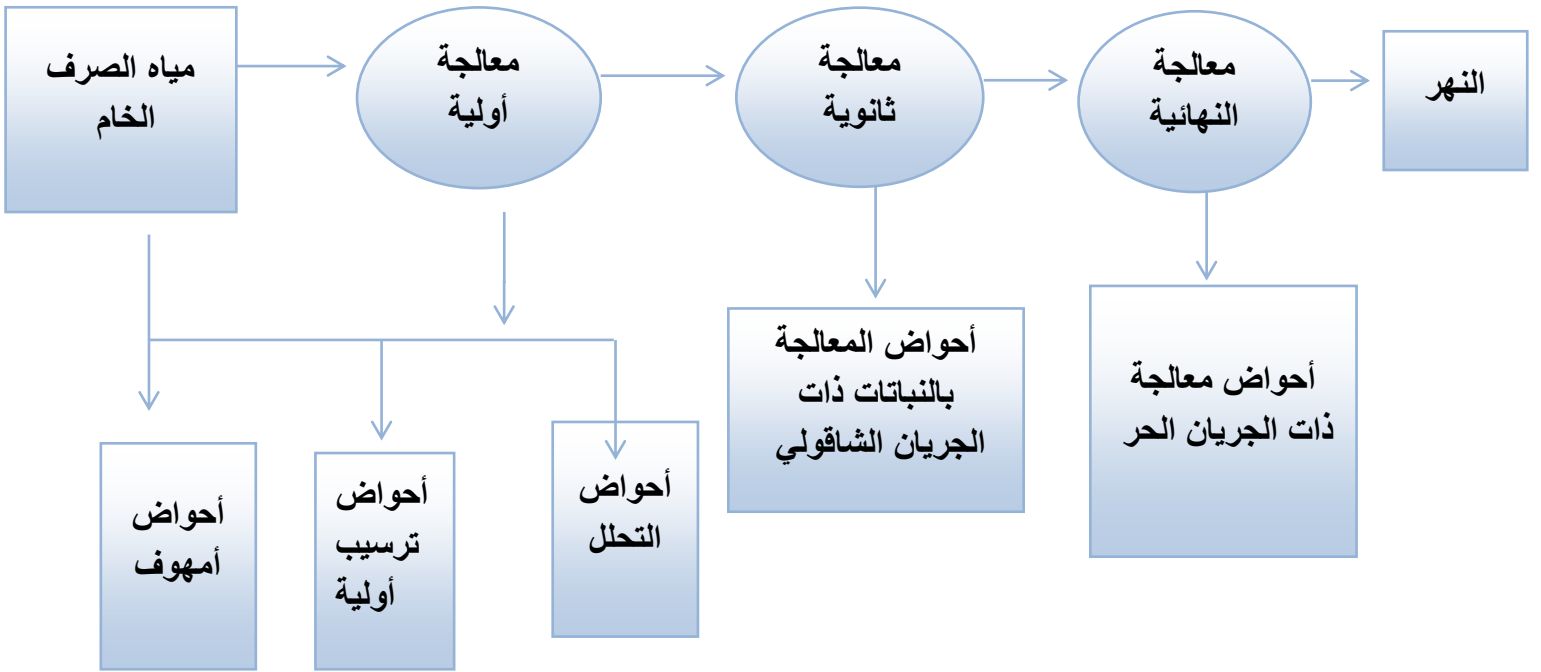 مياه الصرف
الخام
معالجة
أولية
معالجة
ثانوية
معالجة
النهائية
النهر
أحواض
أمهوف
أحواض
ترسيب
أولية
أحواض
التحلل
أحواض المعالجة
بالنباتات ذات
الجريان الشاقولي
أحواض معالجة
ذات الجريان الحر